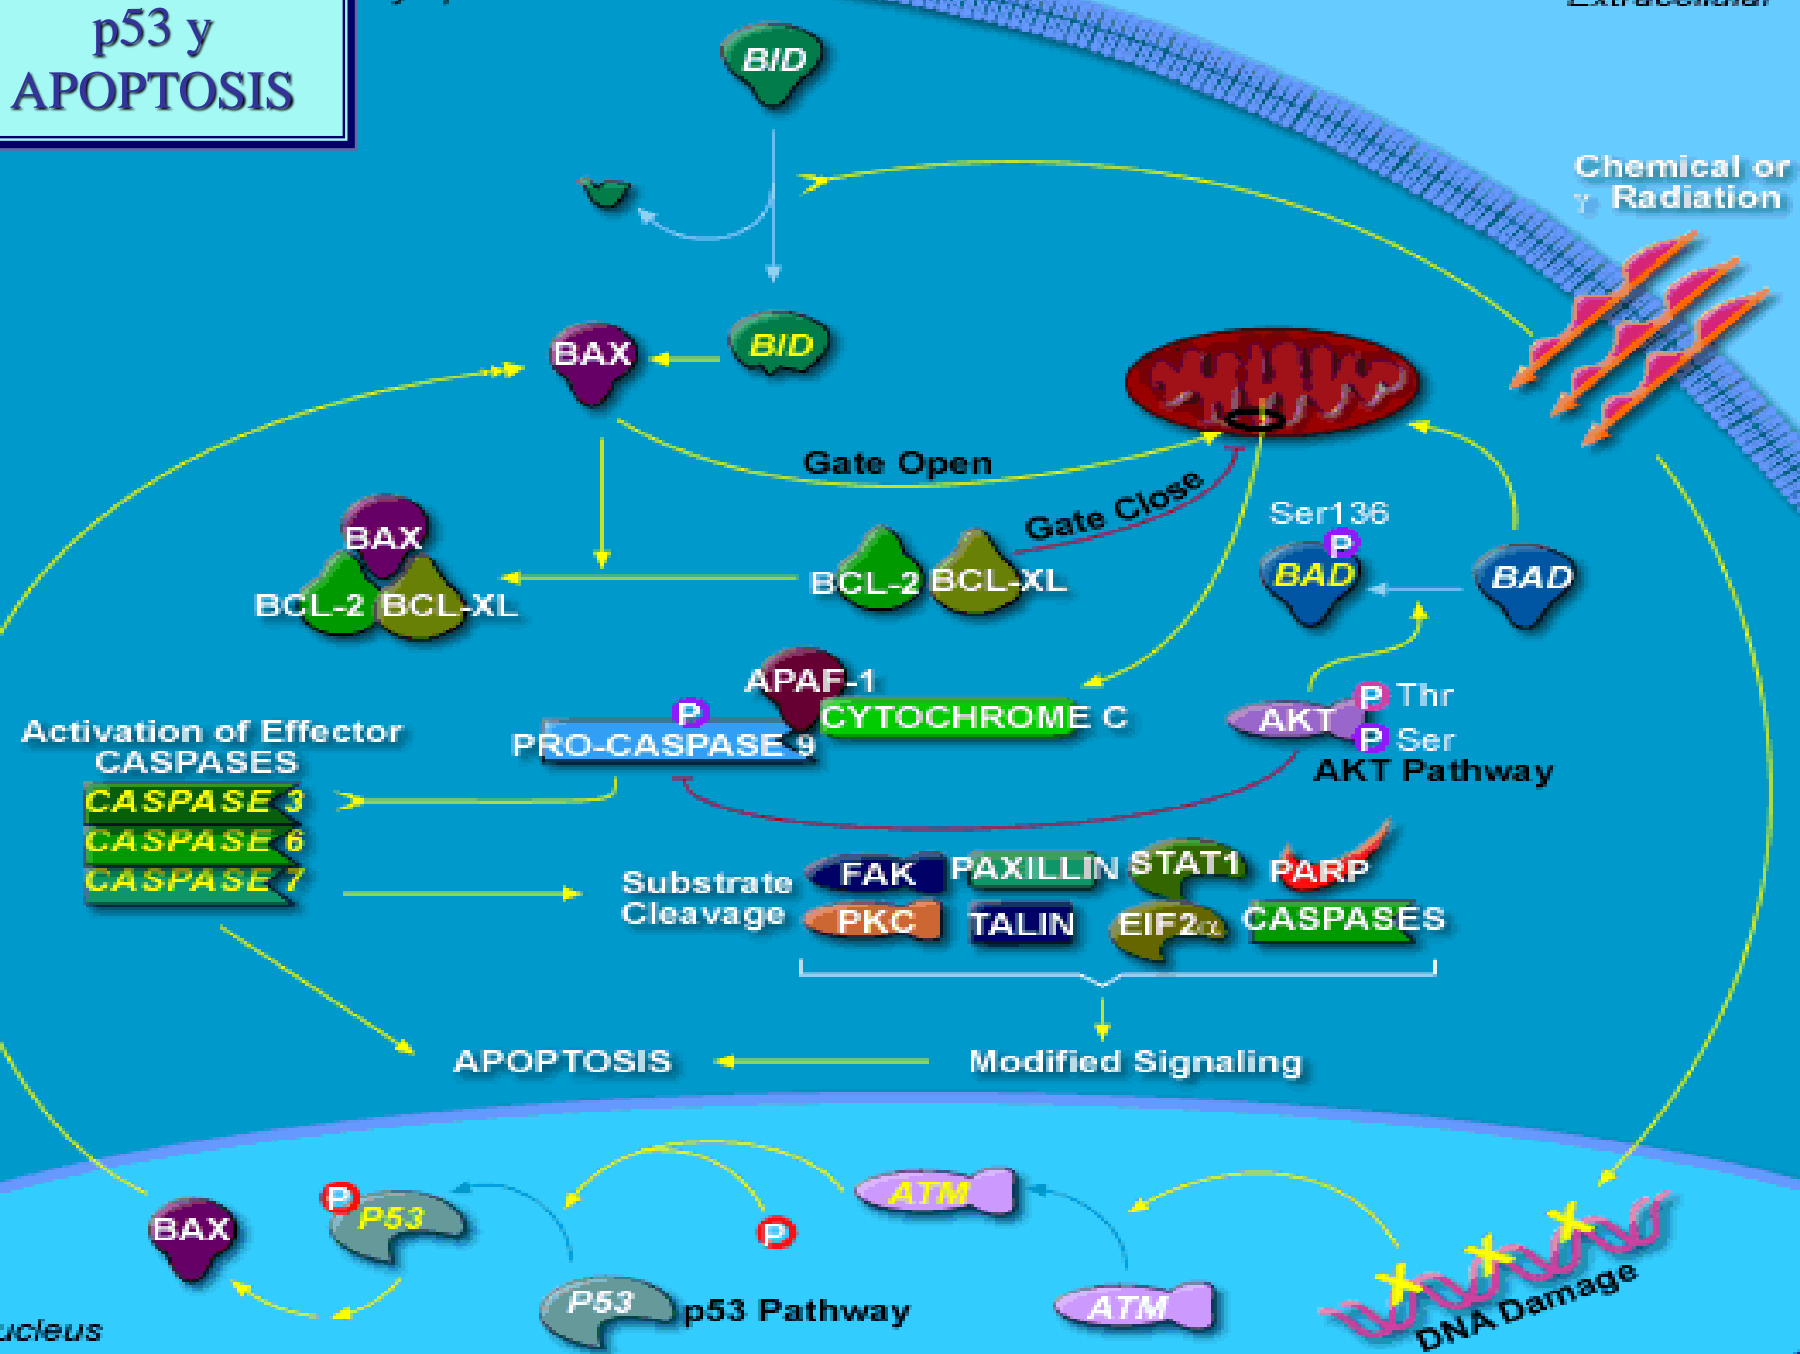 p53 y
APOPTOSIS
Extracellular
BID
Chemical or
γ Radiation
BAX
BID
Gate Open
Gate Close
Ser136
P
BAX
BCL-2
BCL-XL
BCL-2
BCL-XL
BAD
BAD
APAF-1
P
PRO-CASPASE 9
CYTOCHROME C
AKT
P Thr
P Ser
AKT Pathway
Activation of Effector
CASPASES
CASPASE 3
CASPASE 6
CASPASE 7
Substrate
Cleavage
FAK
PAXILLIN
STAT1
PARP
PKC
TALIN
EIF2α
CASPASES
APOPTOSIS
Modified Signaling
BAX
P
P53
P
ATM
P53
p53 Pathway
ATM
DNA Damage
ucleus